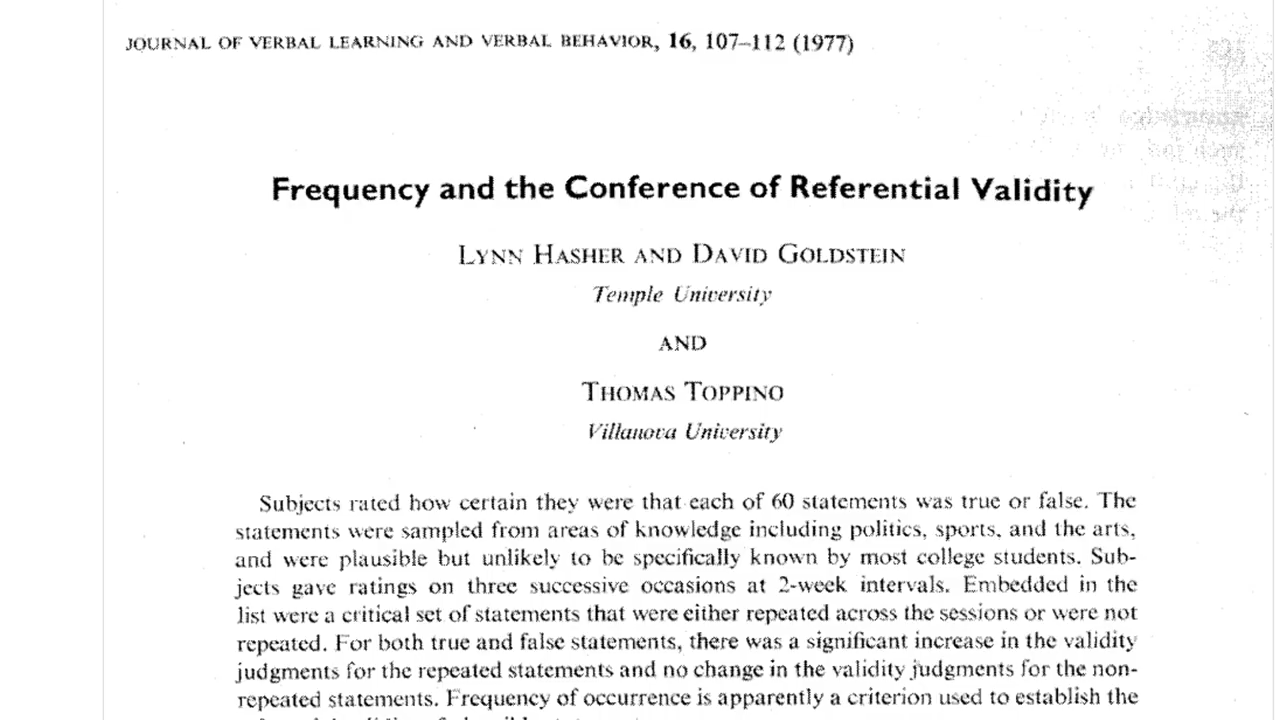 JOURNAL OF VERBAL LEARNING AND VERBAL BEHAVIOR, 16, 107–112 (1977)
Frequency and the Conference of Referential Validity
LYNN HASHER AND DAVID GOLDSTEIN
Temple University
AND
THOMAS TOPPINO
Villanova University
Subjects rated how certain they were that each of 60 statements was true or false. The
statements were sampled from areas of knowledge including politics, sports, and the arts,
and were plausible but unlikely to be specifically known by most college students. Sub-
jects gave ratings on three successive occasions at 2-week intervals. Embedded in the
list were a critical set of statements that were either repeated across the sessions or were not
repeated. For both true and false statements, there was a significant increase in the validity
judgments for the repeated statements and no change in the validity judgments for the non-
repeated statements. Frequency of occurrence is apparently a criterion used to establish the